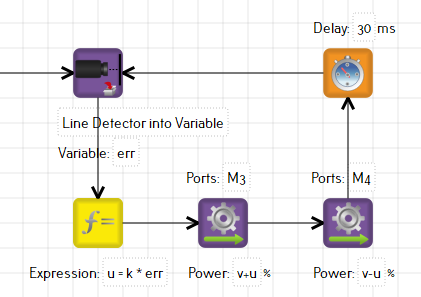 Delay: 30 ms
Line Detector into Variable
Variable: err
Ports: M3
Ports: M4
f =
Expression: u = k * err
Power: v+u %
Power: v-u %